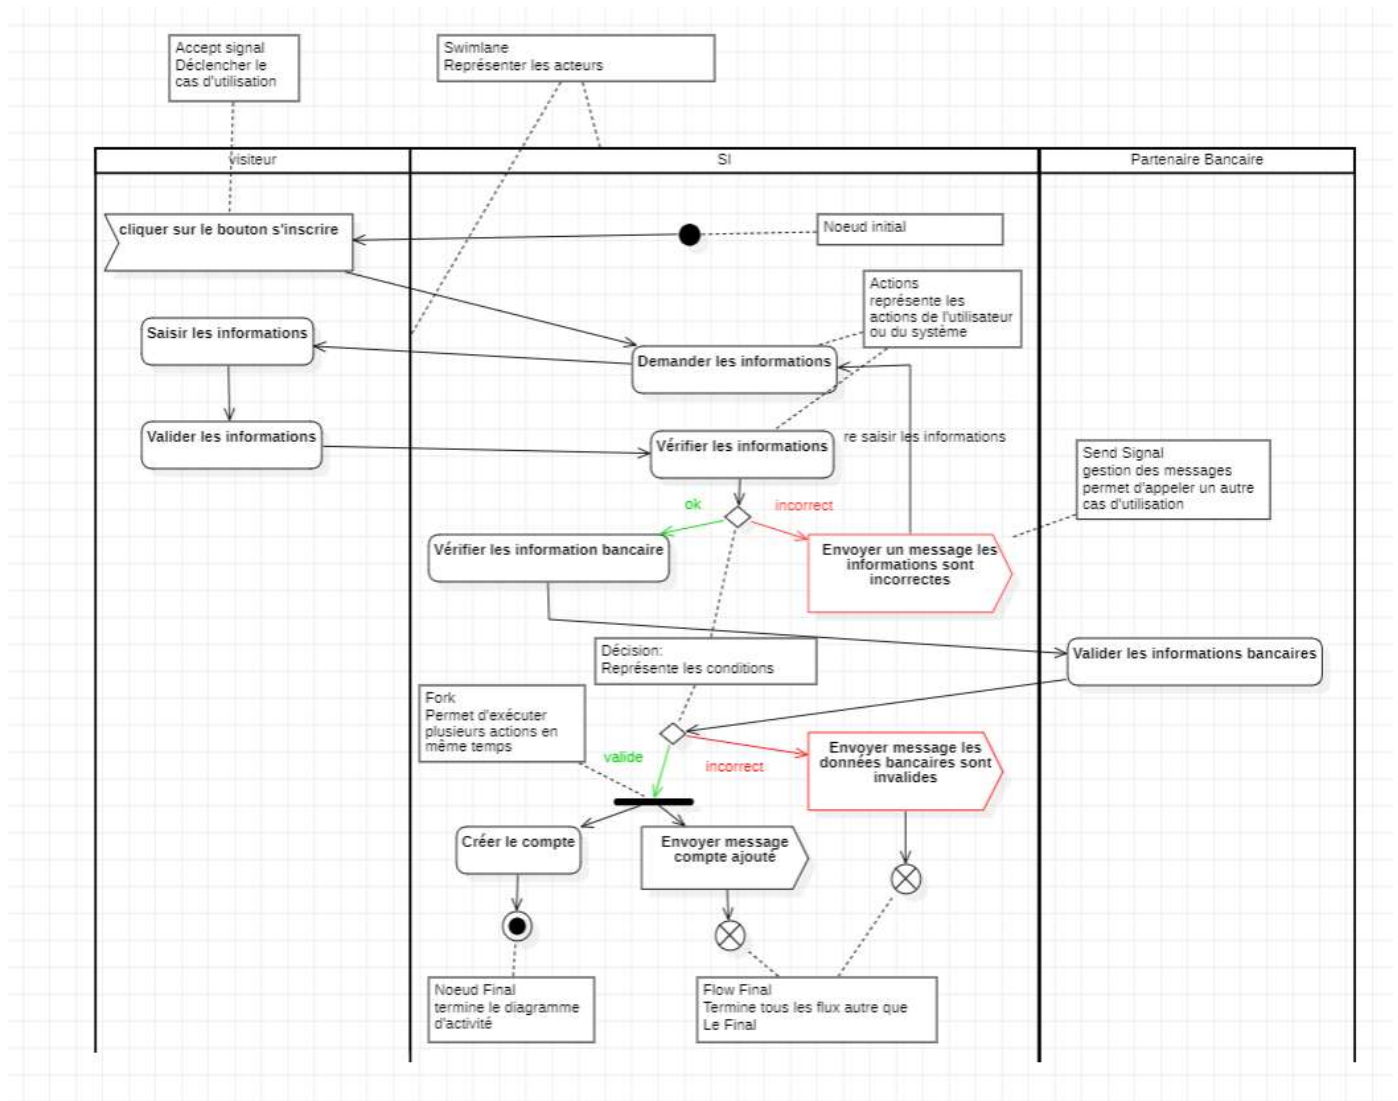 Accept signal
Déclencher le
cas d'utilisation
Swimlane
Représenter les acteurs
visiteur
SI
Partenaire Bancaire
cliquer sur le bouton s'inscrire
Noeud initial
Actions
représente les
actions de l'utilisateur
ou du système
Saisir les informations
Demander les informations
Valider les informations
Vérifier les informations
re saisir les informations
Send Signal
gestion des messages
permet d'appeler un autre
cas d'utilisation
ok
incorrect
Vérifier les information bancaire
Envoyer un message les
informations sont
incorrectes
Décision:
Représente les conditions
Valider les informations bancaires
Fork
Permet d'exécuter
plusieurs actions en
même temps
valide
incorrect
Envoyer message les
données bancaires sont
invalides
Créer le compte
Envoyer message
compte ajouté
Noeud Final
termine le diagramme
d'activité
Flow Final
Termine tous les flux autre que
Le Final